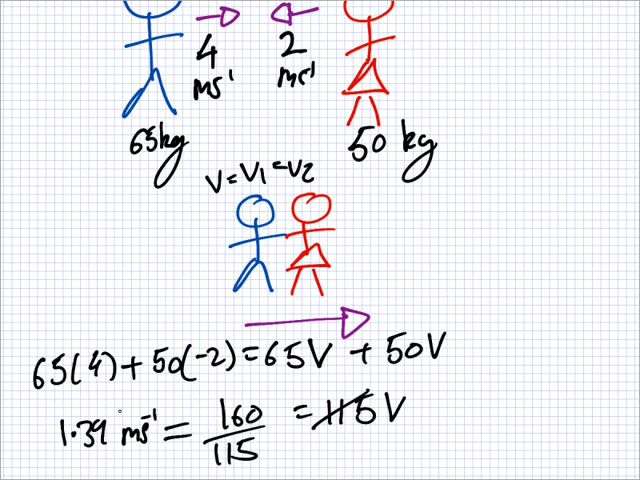 4 2
ms⁻¹ ms⁻¹
65kg 50 kg
V=V1=V2
65(4)+50(-2)=65V + 50V
1.39 ms⁻¹ = 160/115 = 115V